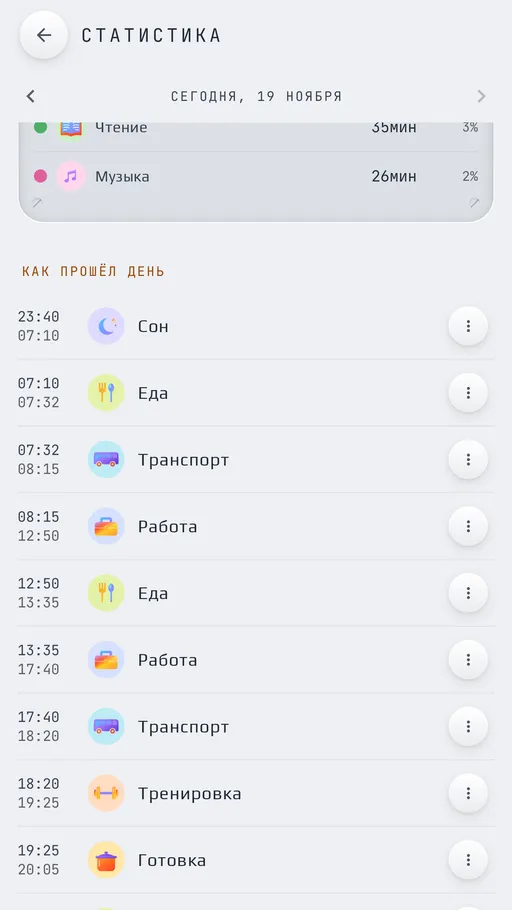 СТАТИСТИКА
СЕГОДНЯ, 19 НОЯБРЯ
Чтение 35мин 3%
Музыка 26мин 2%
КАК ПРОШЁЛ ДЕНЬ
23:40
07:10
Сон
07:10
07:32
Еда
07:32
08:15
Транспорт
08:15
12:50
Работа
12:50
13:35
Еда
13:35
17:40
Работа
17:40
18:20
Транспорт
18:20
19:25
Тренировка
19:25
20:05
Готовка